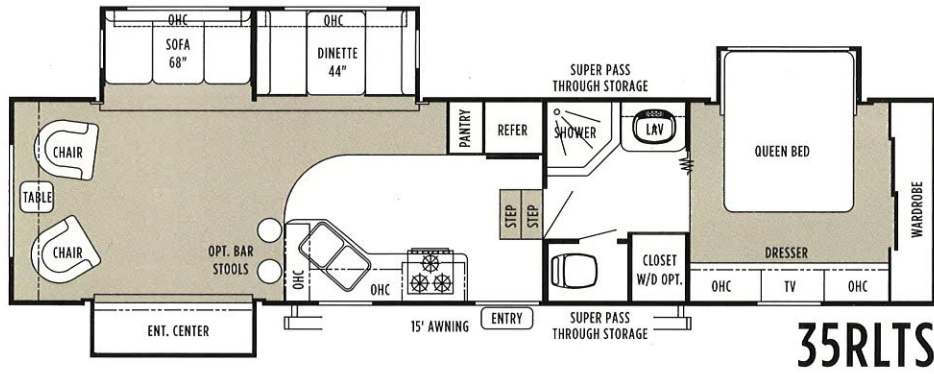 OHC
SOFA
68"
OHC
DINETTE
44"
SUPER PASS
THROUGH STORAGE
CHAIR
TABLE
CHAIR
PANTRY
REFER
SHOWER
LAV
QUEEN BED
WARDROBE
STEP
STEP
OPT. BAR
STOOLS
OHC
OHC
CLOSET
W/D OPT.
DRESSER
OHC
TV
OHC
ENT. CENTER
15' AWNING
ENTRY
SUPER PASS
THROUGH STORAGE
35RLTS